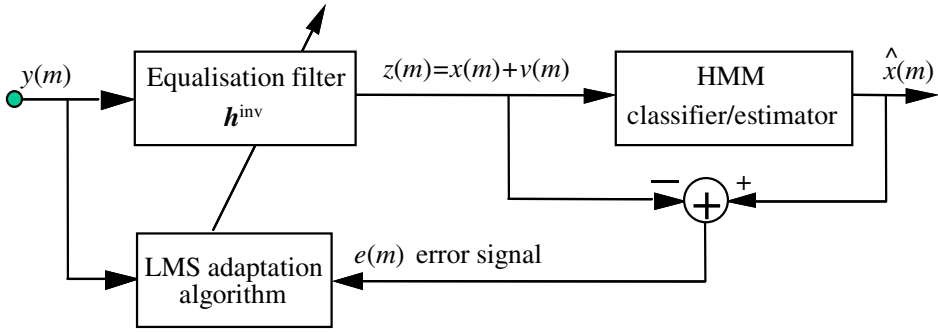 y(m)
Equalisation filter
h^inv
z(m)=x(m)+v(m)
HMM
classifier/estimator
x̂(m)
−
+
+
LMS adaptation
algorithm
e(m) error signal